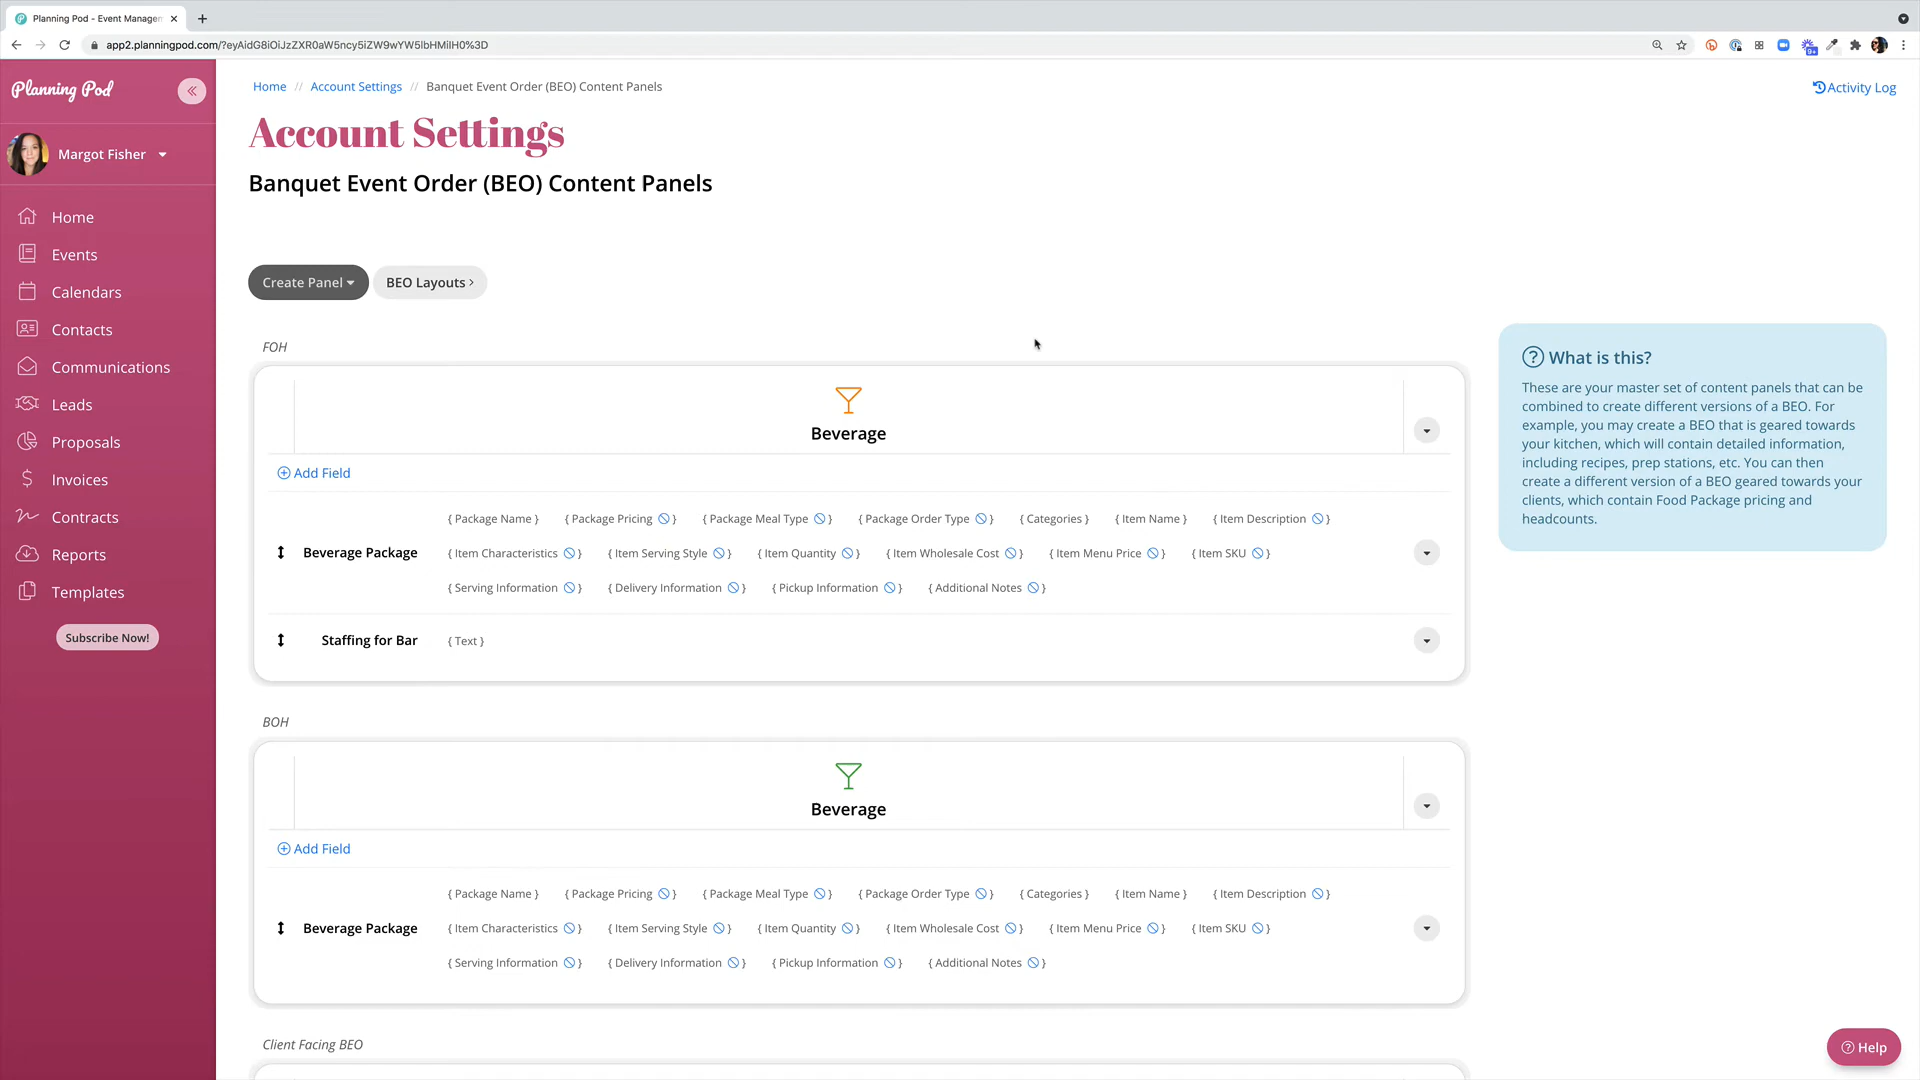 Planning Pod - Event Managem
app2.planningpod.com/?eyAidG8iOiJzZXR0aW5ncy5iZW9wYW5lbHMiIH0%3D
9+
Planning Pod
Margot Fisher
Home
Events
Calendars
Contacts
Communications
Leads
Proposals
Invoices
Contracts
Reports
Templates
Subscribe Now!
Home // Account Settings // Banquet Event Order (BEO) Content Panels
Activity Log
Account Settings
Banquet Event Order (BEO) Content Panels
Create Panel
BEO Layouts
FOH
Beverage
Add Field
Beverage Package
{ Package Name } { Package Pricing } { Package Meal Type } { Package Order Type } { Categories } { Item Name } { Item Description }
{ Item Characteristics } { Item Serving Style } { Item Quantity } { Item Wholesale Cost } { Item Menu Price } { Item SKU }
{ Serving Information } { Delivery Information } { Pickup Information } { Additional Notes }
Staffing for Bar { Text }
BOH
Beverage
Add Field
Beverage Package
{ Package Name } { Package Pricing } { Package Meal Type } { Package Order Type } { Categories } { Item Name } { Item Description }
{ Item Characteristics } { Item Serving Style } { Item Quantity } { Item Wholesale Cost } { Item Menu Price } { Item SKU }
{ Serving Information } { Delivery Information } { Pickup Information } { Additional Notes }
Client Facing BEO
What is this?
These are your master set of content panels that can be
combined to create different versions of a BEO. For
example, you may create a BEO that is geared towards
your kitchen, which will contain detailed information,
including recipes, prep stations, etc. You can then
create a different version of a BEO geared towards your
clients, which contain Food Package pricing and
headcounts.
Help